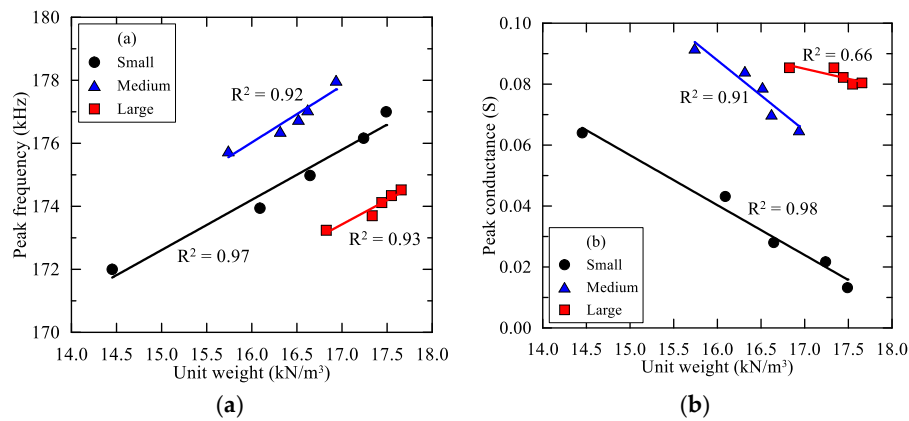 180
178
176
174
172
170
Peak frequency (kHz)
(a)
Small
Medium
Large
R² = 0.92
R² = 0.97
R² = 0.93
14.0 14.5 15.0 15.5 16.0 16.5 17.0 17.5 18.0
Unit weight (kN/m³)
(a)
0.10
0.08
0.06
0.04
0.02
0.00
Peak conductance (S)
R² = 0.66
R² = 0.91
R² = 0.98
(b)
Small
Medium
Large
14.0 14.5 15.0 15.5 16.0 16.5 17.0 17.5 18.0
Unit weight (kN/m³)
(b)